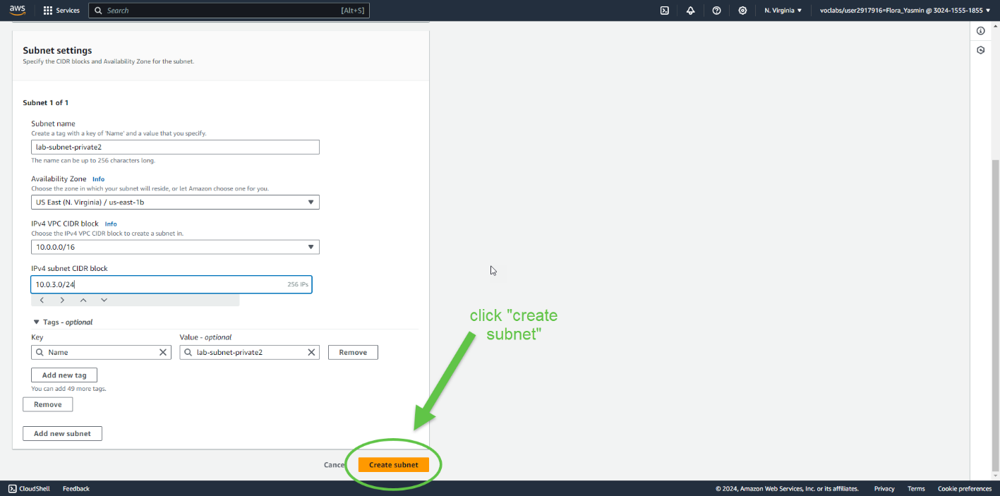 aws
Services
Search [Alt+S]
N. Virginia
voclabs/user2917916=Flora_Yasmin @ 3024-1555-1855
Subnet settings
Specify the CIDR blocks and Availability Zone for the subnet.
Subnet 1 of 1
Subnet name
Create a tag with a key of 'Name' and a value that you specify.
lab-subnet-private2
The name can be up to 256 characters long.
Availability Zone Info
Choose the zone in which your subnet will reside, or let Amazon choose one for you.
US East (N. Virginia) / us-east-1b
IPv4 VPC CIDR block Info
Choose the IPv4 VPC CIDR block to create a subnet in.
10.0.0.0/16
IPv4 subnet CIDR block
10.0.3.0/24 256 IPs
click "create
subnet"
Tags - optional
Key Value - optional
Name lab-subnet-private2 Remove
Add new tag
You can add 49 more tags.
Remove
Add new subnet
Cance Create subnet
CloudShell Feedback © 2024, Amazon Web Services, Inc. or its affiliates. Privacy Terms Cookie preferences